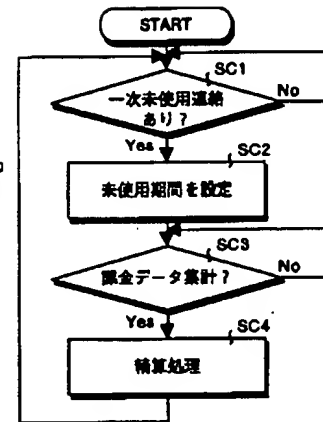 START
SC1
一次未使用連絡
あり?
No
Yes
SC2
未使用期間を設定
SC3
課金データ集計?
No
Yes
SC4
精算処理